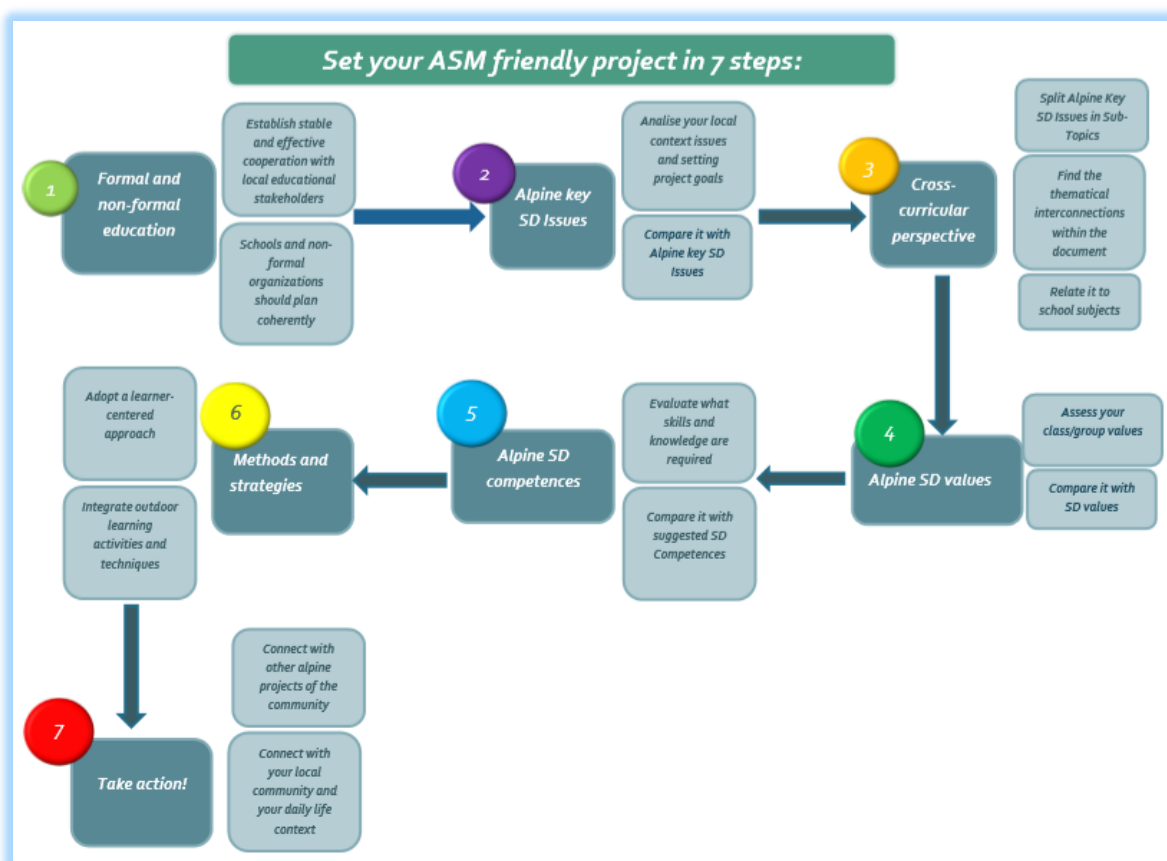 Set your ASM friendly project in 7 steps:
1
Formal and
non-formal
education
Establish stable
and effective
cooperation with
local educational
stakeholders
Schools and non-
formal
organizations
should plan
coherently
2
Alpine key
SD Issues
Analise your local
context issues
and setting
project goals
Compare it with
Alpine key SD
Issues
3
Cross-
curricular
perspective
Split Alpine Key
SD Issues in Sub-
Topics
Find the
thematical
interconnections
within the
document
Relate it to
school subjects
4
Alpine SD values
Assess your
class/group values
Compare it with
SD values
5
Alpine SD
competences
Evaluate what
skills and
knowledge are
required
Compare it with
suggested SD
Competences
6
Methods and
strategies
Adopt a learner-
centered
approach
Integrate outdoor
learning
activities and
techniques
7
Take action!
Connect with
other alpine
projects of the
community
Connect with
your local
community and
your daily life
context